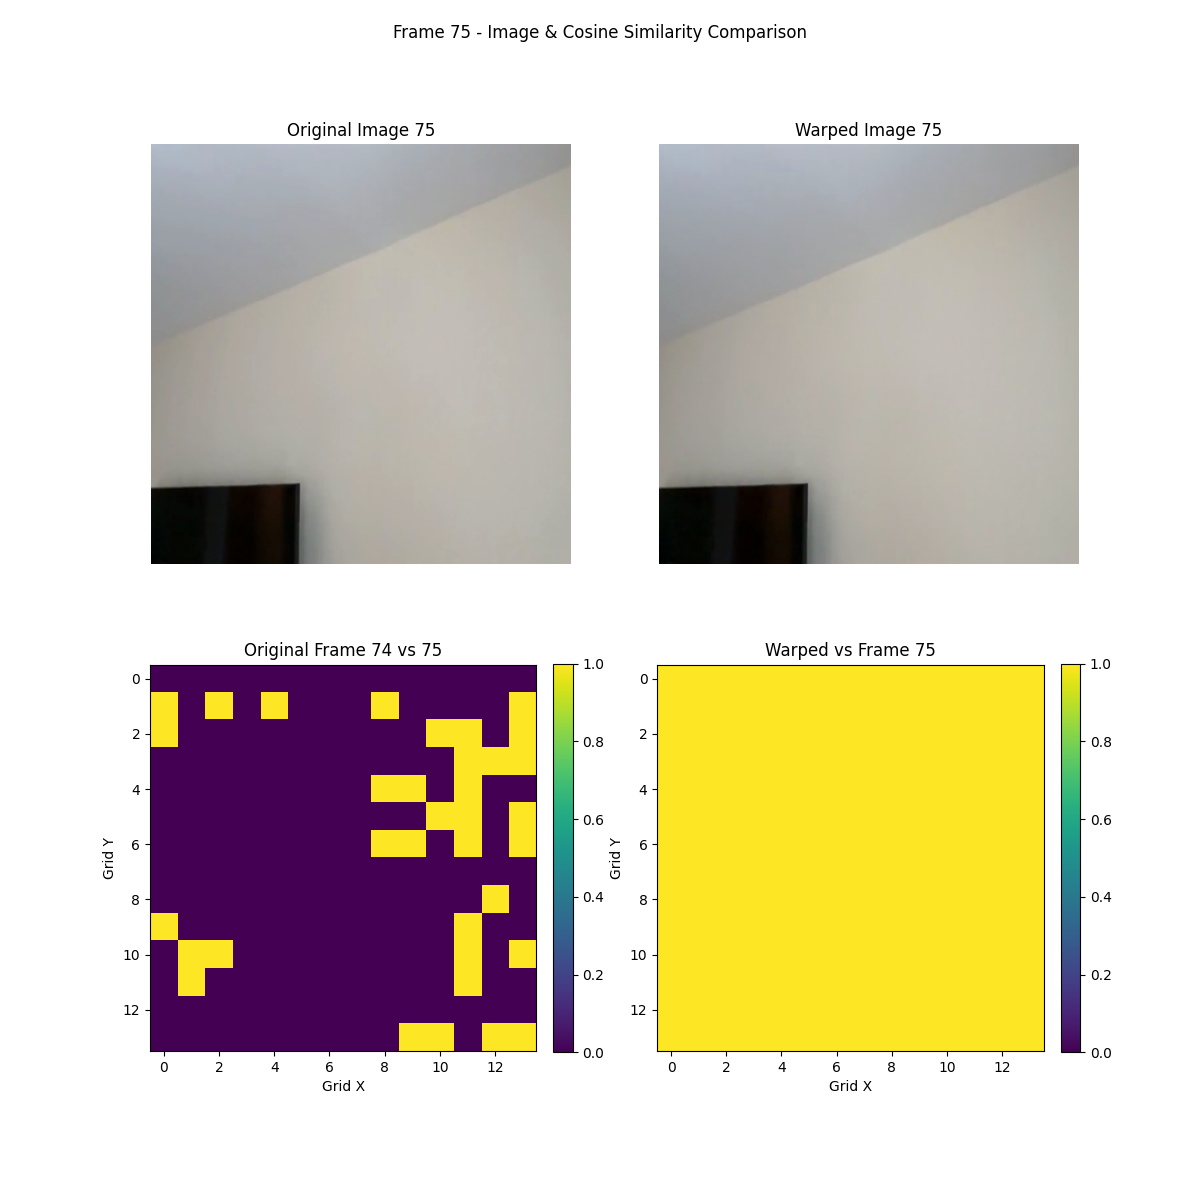 Frame 75 - Image & Cosine Similarity Comparison
Original Image 75
Warped Image 75
Original Frame 74 vs 75
Warped vs Frame 75
0
2
4
6
8
10
12
Grid Y
0 2 4 6 8 10 12
Grid X
1.0
0.8
0.6
0.4
0.2
0.0
0
2
4
6
8
10
12
Grid Y
0 2 4 6 8 10 12
Grid X
1.0
0.8
0.6
0.4
0.2
0.0